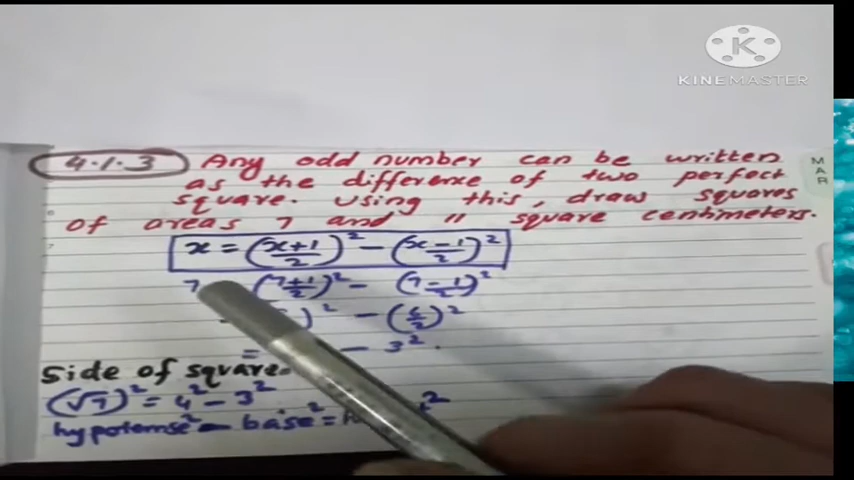 K
KINEMASTER
MAR
4.1.3 Any odd number can be written
as the difference of two perfect
square. Using this, draw squares
of areas 7 and 11 square centimeters.
x = (x+1/2)² - (x-1/2)²
7 (7+1/2)² - (7-1/2)²
)² - (6/2)²
= - 3².
Side of square=
(√7)² = 4² - 3²
hypotemse² - base² =